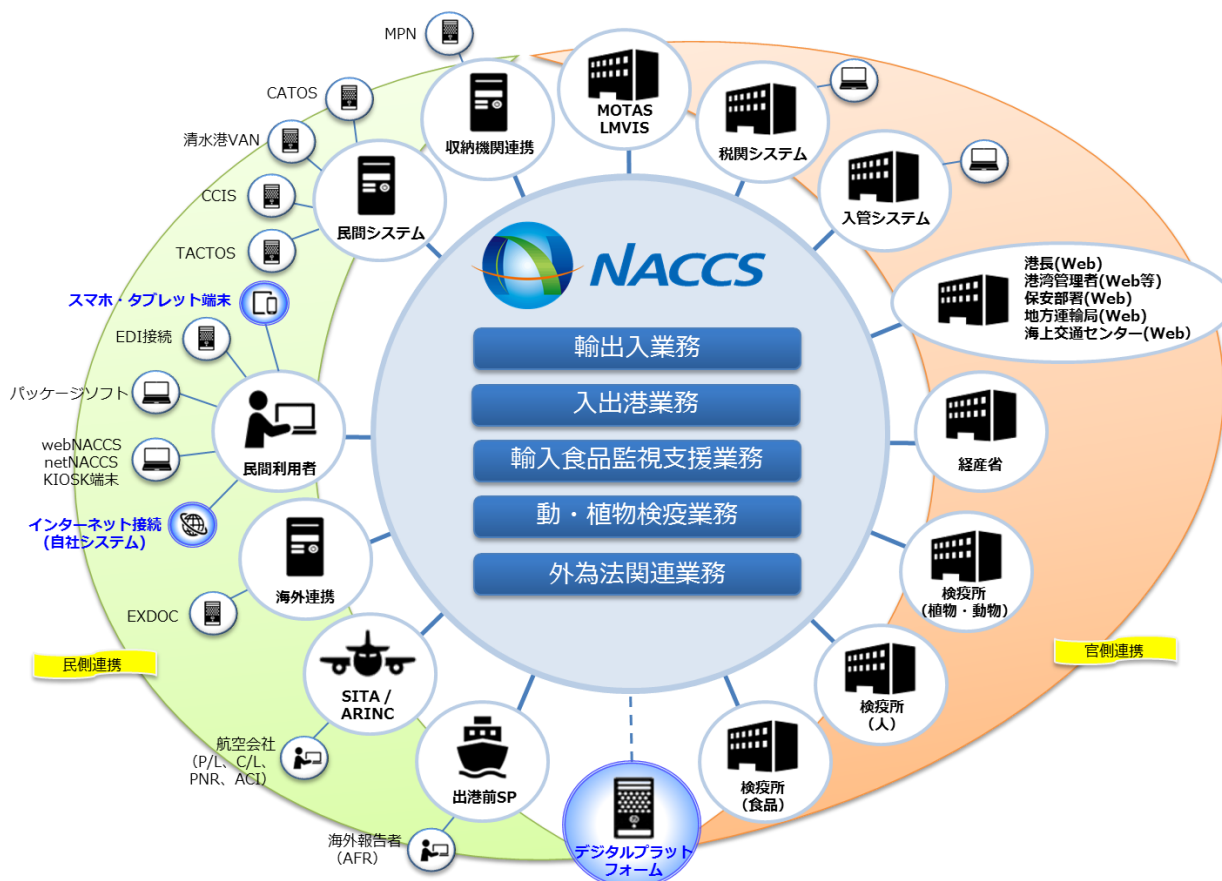 MPN
CATOS
清水港VAN
CCIS
TACTOS
スマホ・タブレット端末
EDI接続
パッケージソフト
webNACCS
netNACCS
KIOSK端末
インターネット接続
(自社システム)
EXDOC
民側連携
航空会社
(P/L、C/L、
PNR、ACI)
海外報告者
(AFR)
収納機関連携
民間システム
民間利用者
海外連携
SITA /
ARINC
出港前SP
デジタルプラット
フォーム
NACCS
輸出入業務
入出港業務
輸入食品監視支援業務
動・植物検疫業務
外為法関連業務
MOTAS
LMVIS
税関システム
入管システム
港長(Web)
港湾管理者(Web等)
保安部署(Web)
地方運輸局(Web)
海上交通センター(Web)
経産省
検疫所
(植物・動物)
検疫所
(人)
検疫所
(食品)
官側連携